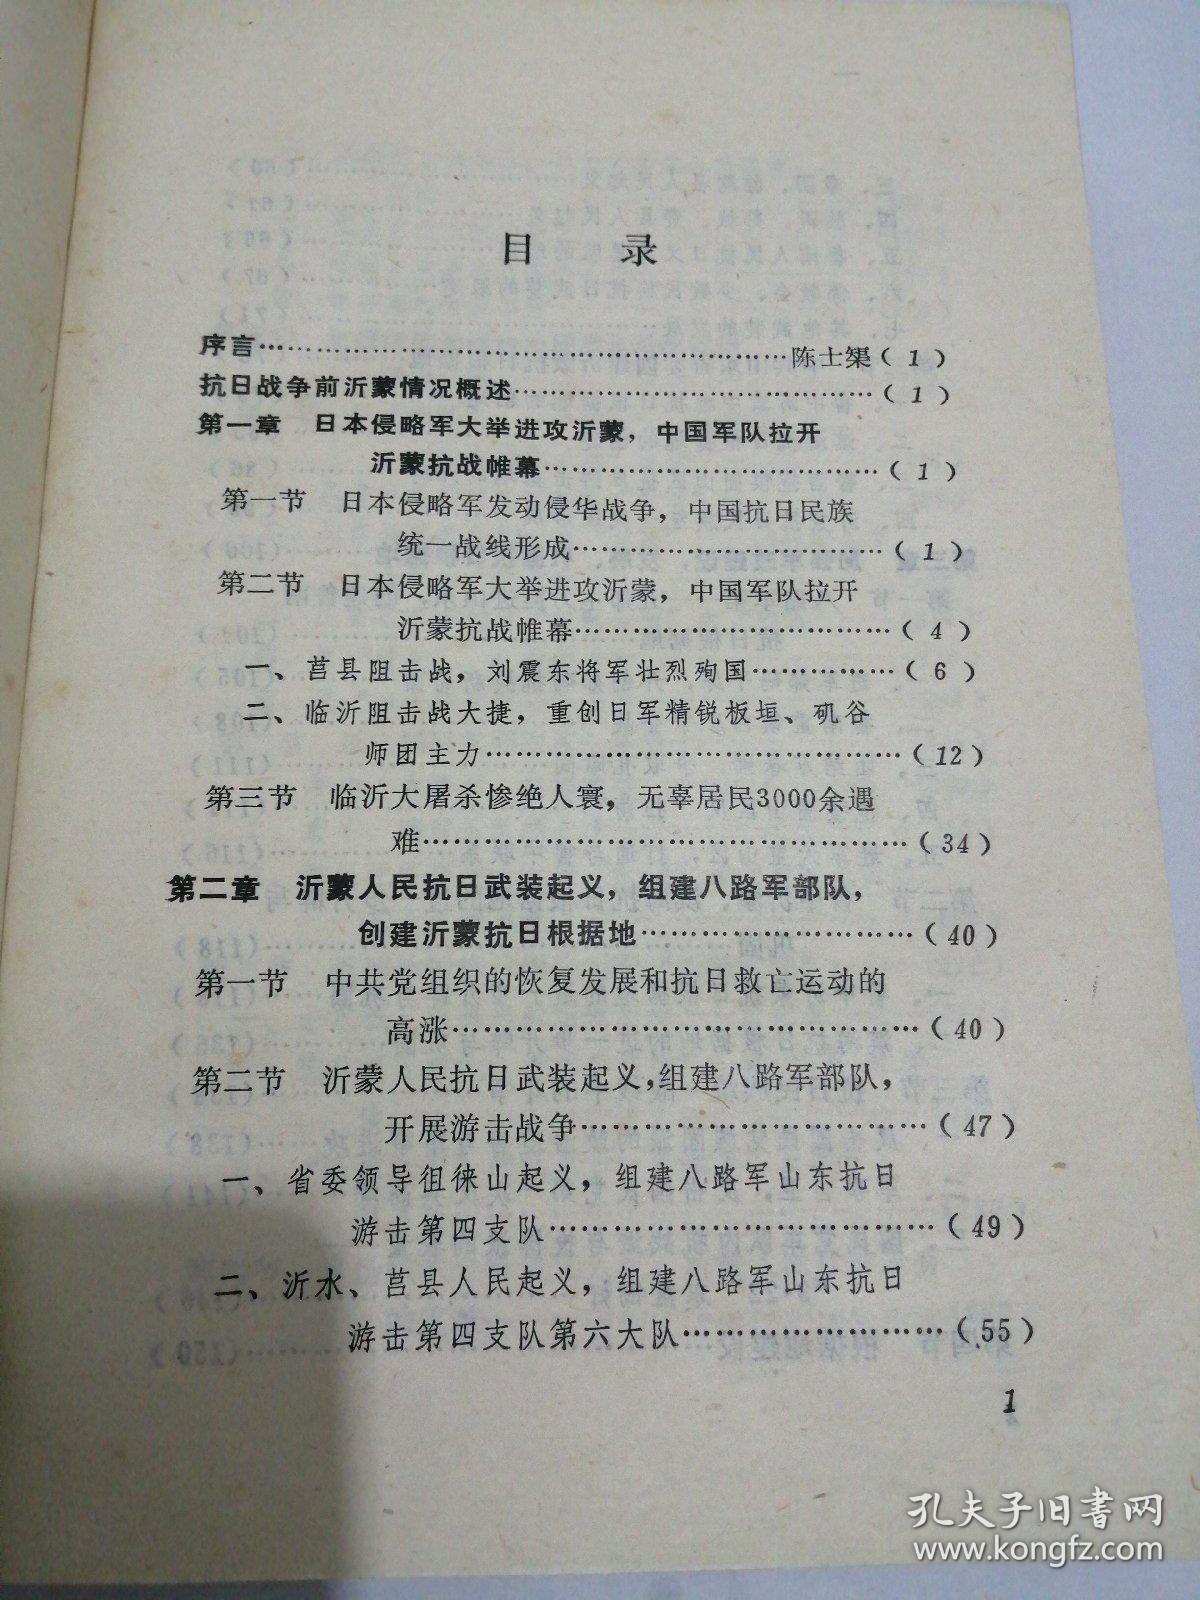 目 录
序言…………………………………………………陈士榘（1）
抗日战争前沂蒙情况概述…………………………………（1）
第一章 日本侵略军大举进攻沂蒙，中国军队拉开
沂蒙抗战帷幕………………………………（1）
第一节 日本侵略军发动侵华战争，中国抗日民族
统一战线形成……………………………（1）
第二节 日本侵略军大举进攻沂蒙，中国军队拉开
沂蒙抗战帷幕……………………………（4）
一、莒县阻击战，刘震东将军壮烈殉国……………（6）
二、临沂阻击战大捷，重创日军精锐板垣、矶谷
师团主力……………………………………（12）
第三节 临沂大屠杀惨绝人寰，无辜居民3000余遇
难……………………………………………（34）
第二章 沂蒙人民抗日武装起义，组建八路军部队，
创建沂蒙抗日根据地………………………（40）
第一节 中共党组织的恢复发展和抗日救亡运动的
高涨…………………………………………（40）
第二节 沂蒙人民抗日武装起义，组建八路军部队，
开展游击战争………………………………（47）
一、省委领导徂徕山起义，组建八路军山东抗日
游击第四支队…………………………………（49）
二、沂水、莒县人民起义，组建八路军山东抗日
游击第四支队第六大队………………………（55）
1
孔夫子旧书网
www.kongfz.com